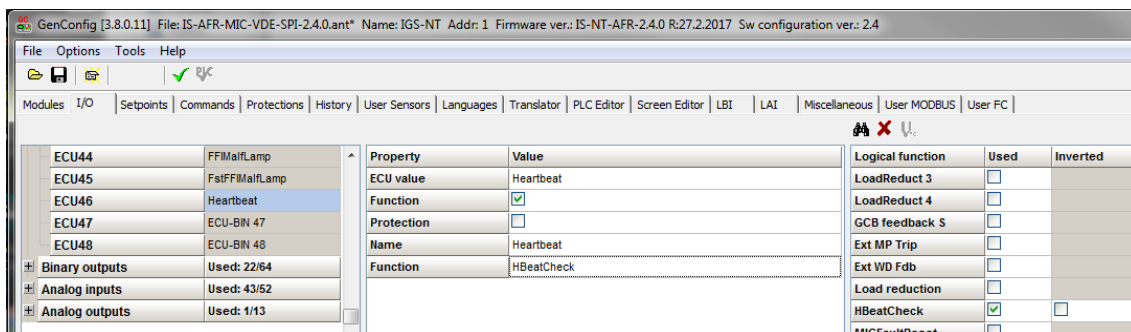 GenConfig [3.8.0.11] File: IS-AFR-MIC-VDE-SPI-2.4.0.ant* Name: IGS-NT Addr: 1 Firmware ver.: IS-NT-AFR-2.4.0 R:27.2.2017 Sw configuration ver.: 2.4
File Options Tools Help
Modules I/O Setpoints Commands Protections History User Sensors Languages Translator PLC Editor Screen Editor LBI LAI Miscellaneous User MODBUS User FC
ECU44 FFIMalfLamp
ECU45 FstFFIMalfLamp
ECU46 Heartbeat
ECU47 ECU-BIN 47
ECU48 ECU-BIN 48
Binary outputs Used: 22/64
Analog inputs Used: 43/52
Analog outputs Used: 1/13
Property Value
ECU value Heartbeat
Function
Protection
Name Heartbeat
Function HBeatCheck
Logical function Used Inverted
LoadReduct 3
LoadReduct 4
GCB feedback S
Ext MP Trip
Ext WD Fdb
Load reduction
HBeatCheck